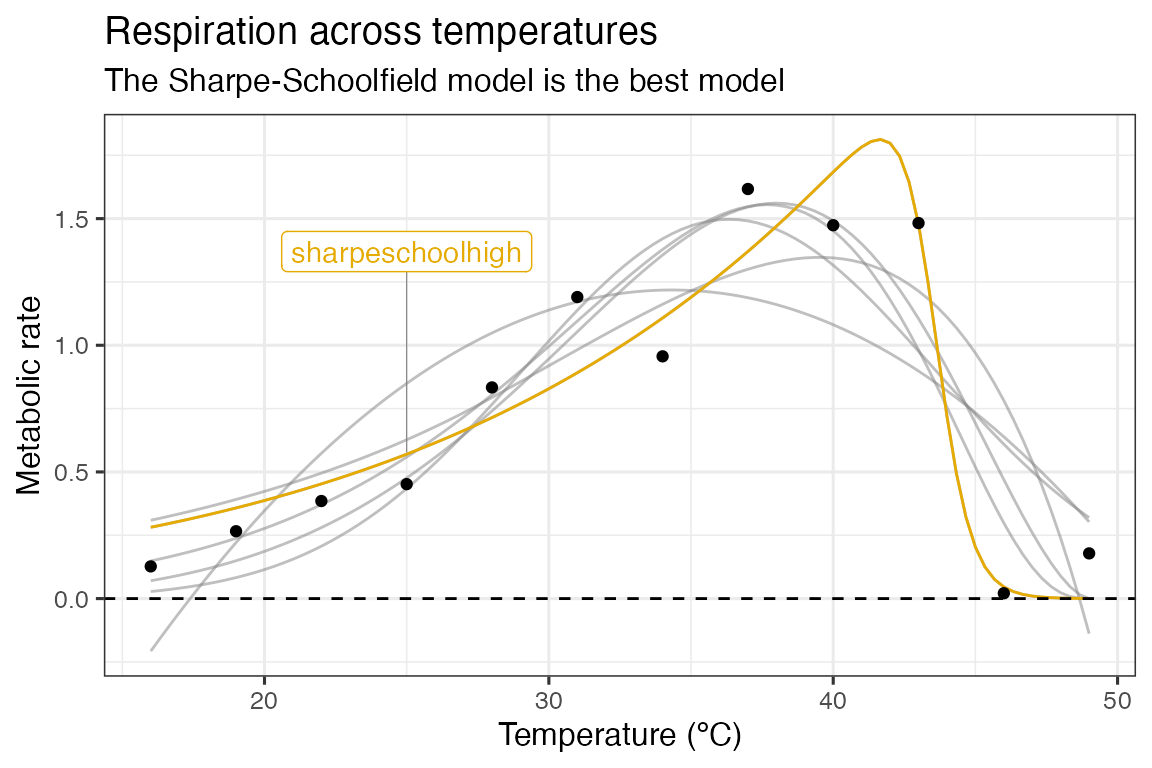 Respiration across temperatures
The Sharpe-Schoolfield model is the best model
Metabolic rate
1.5
1.0
0.5
0.0
sharpeschoolhigh
20
30
40
50
Temperature (ºC)